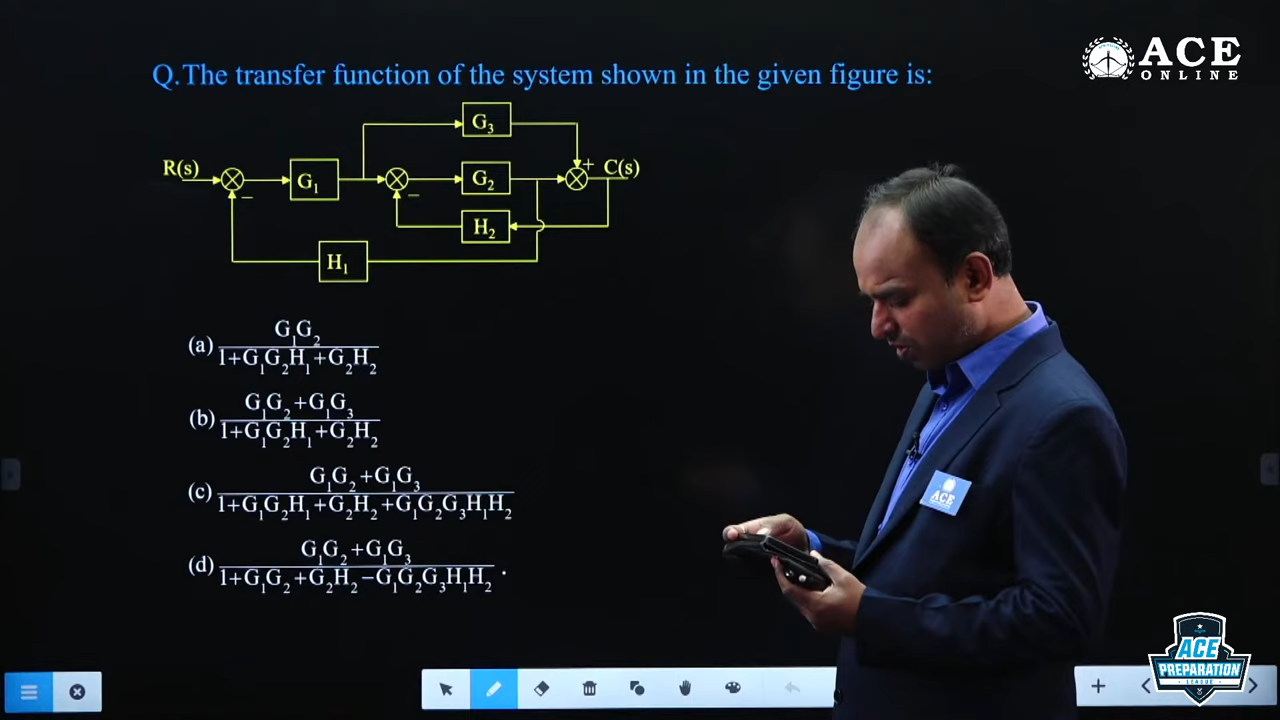 ACE
ONLINE
Q.The transfer function of the system shown in the given figure is:
G₃
R(s)
G₁
G₂
+ C(s)
−
−
H₂
H₁
(a) G₁G₂
1+G₁G₂H₁+G₂H₂
(b) G₁G₂+G₁G₃
1+G₁G₂H₁+G₂H₂
(c) G₁G₂+G₁G₃
1+G₁G₂H₁+G₂H₂+G₁G₂G₃H₁H₂
(d) G₁G₂+G₁G₃
1+G₁G₂+G₂H₂−G₁G₂G₃H₁H₂ .
ACE
ACE
PREPARATION
LEAGUE